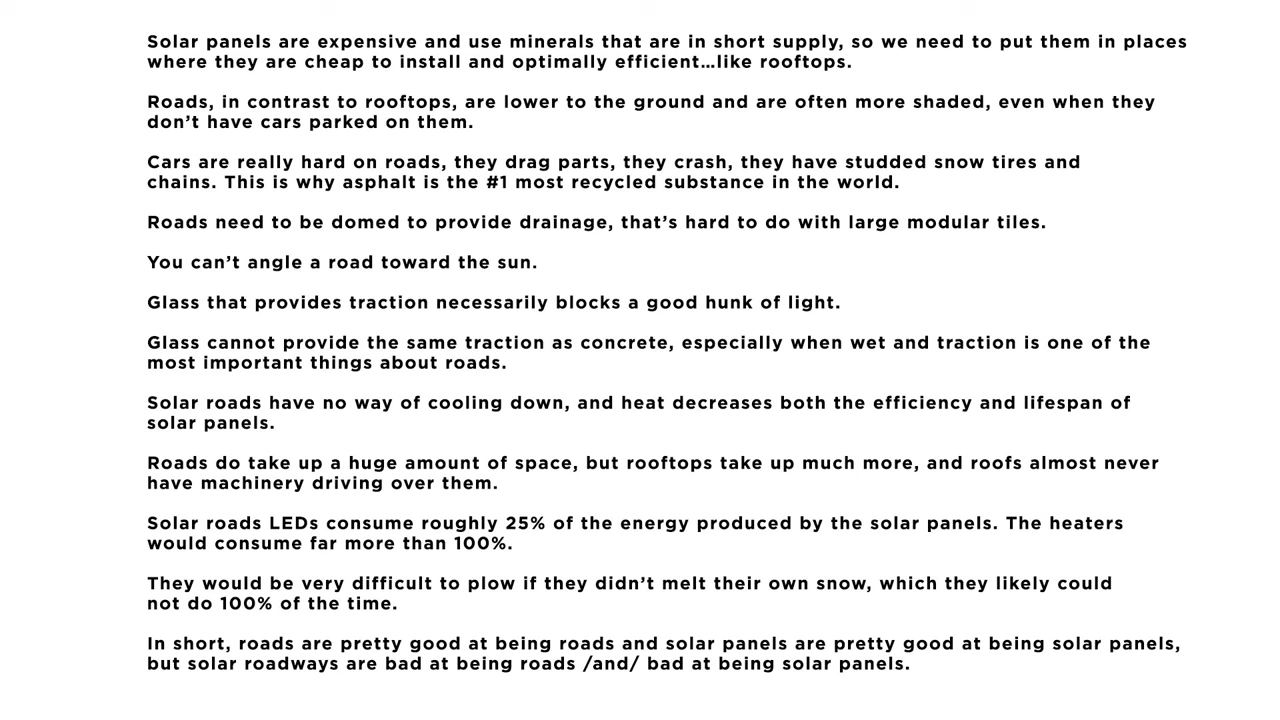 Solar panels are expensive and use minerals that are in short supply, so we need to put them in places
where they are cheap to install and optimally efficient…like rooftops.
Roads, in contrast to rooftops, are lower to the ground and are often more shaded, even when they
don’t have cars parked on them.
Cars are really hard on roads, they drag parts, they crash, they have studded snow tires and
chains. This is why asphalt is the #1 most recycled substance in the world.
Roads need to be domed to provide drainage, that’s hard to do with large modular tiles.
You can’t angle a road toward the sun.
Glass that provides traction necessarily blocks a good hunk of light.
Glass cannot provide the same traction as concrete, especially when wet and traction is one of the
most important things about roads.
Solar roads have no way of cooling down, and heat decreases both the efficiency and lifespan of
solar panels.
Roads do take up a huge amount of space, but rooftops take up much more, and roofs almost never
have machinery driving over them.
Solar roads LEDs consume roughly 25% of the energy produced by the solar panels. The heaters
would consume far more than 100%.
They would be very difficult to plow if they didn’t melt their own snow, which they likely could
not do 100% of the time.
In short, roads are pretty good at being roads and solar panels are pretty good at being solar panels,
but solar roadways are bad at being roads /and/ bad at being solar panels.